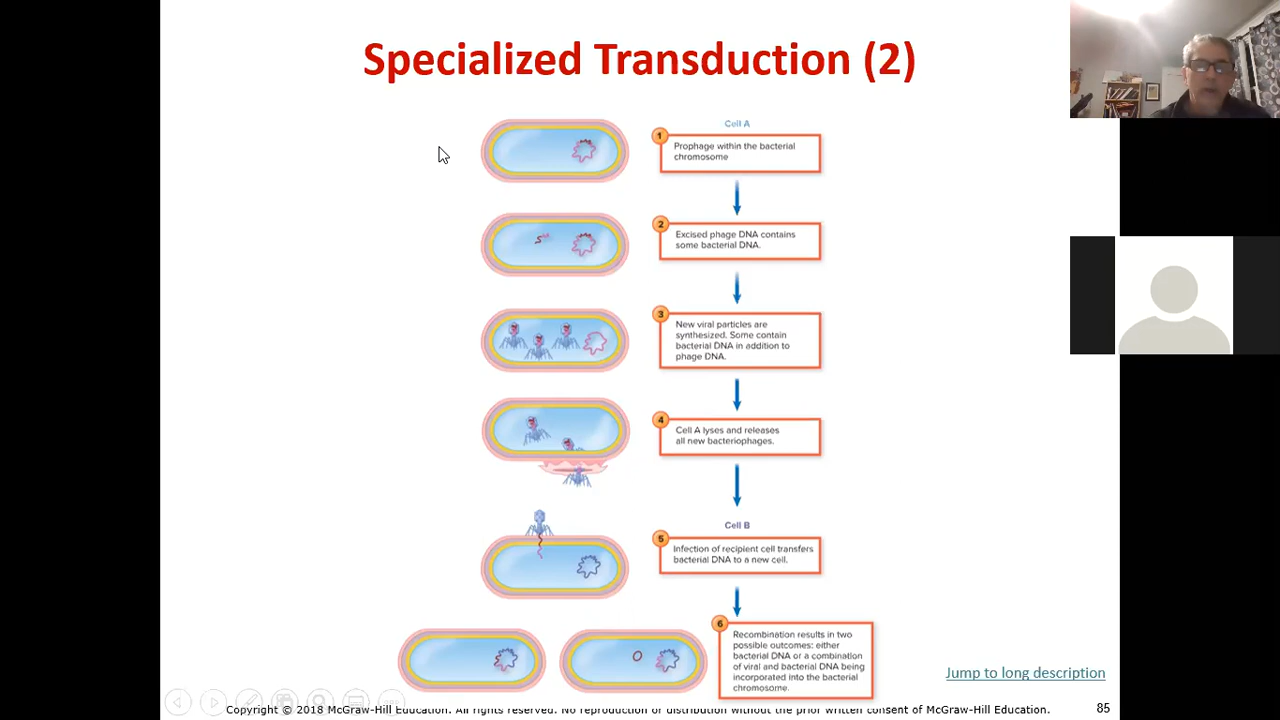 Specialized Transduction (2)
Cell A
1
Prophage within the bacterial
chromosome
2
Excised phage DNA contains
some bacterial DNA.
3
New viral particles are
synthesized. Some contain
bacterial DNA in addition to
phage DNA.
4
Cell A lyses and releases
all new bacteriophages.
Cell B
5
Infection of recipient cell transfers
bacterial DNA to a new cell.
6
Recombination results in two
possible outcomes: either
bacterial DNA or a combination
of viral and bacterial DNA being
incorporated into the bacterial
chromosome.
Jump to long description
Copyright © 2018 McGraw-Hill Education. All rights reserved. No reproduction or distribution without the prior written consent of McGraw-Hill Education.
85